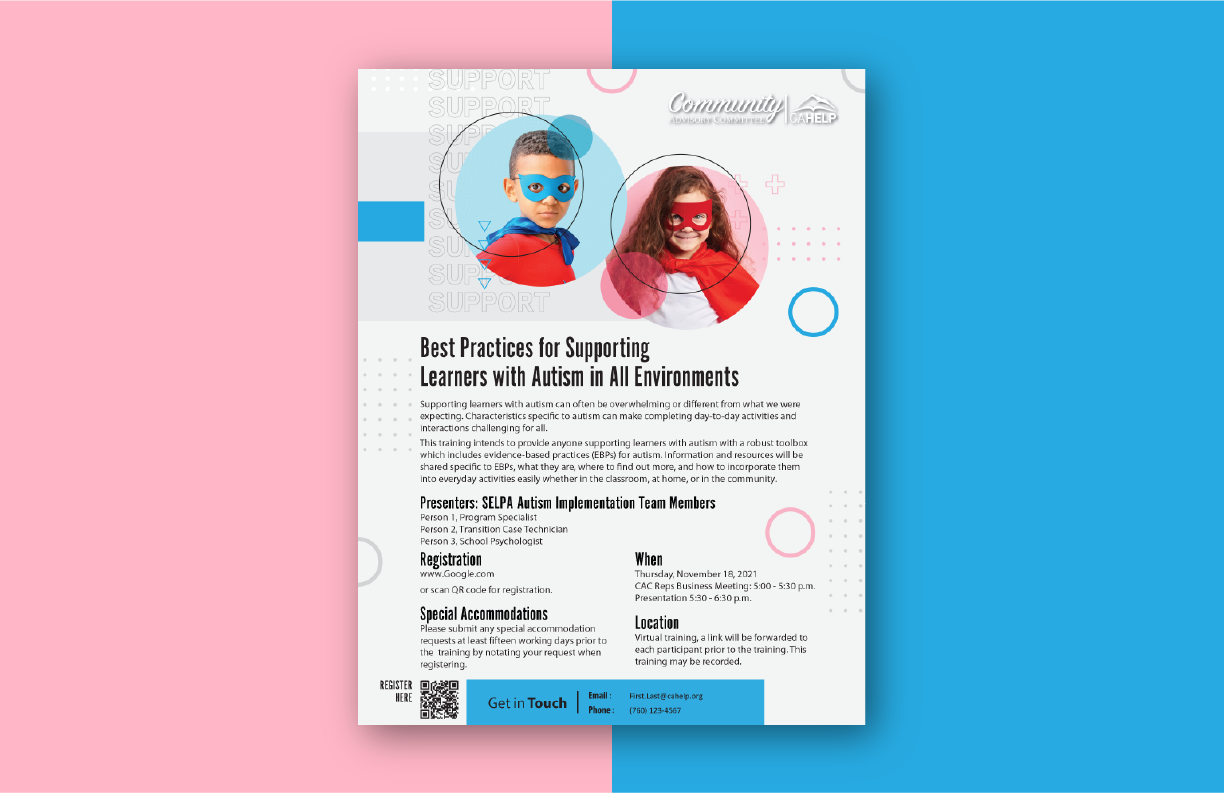 SUPPORT
SUPPORT
SUPPORT
SUPPORT
SUPPORT
SUPPORT
SUPPORT
SUPPORT
SUPPORT
Community
ADVISORY COMMITTEE
CAHELP
Best Practices for Supporting
Learners with Autism in All Environments
Supporting learners with autism can often be overwhelming or different from what we were
expecting. Characteristics specific to autism can make completing day-to-day activities and
interactions challenging for all.
This training intends to provide anyone supporting learners with autism with a robust toolbox
which includes evidence-based practices (EBPs) for autism. Information and resources will be
shared specific to EBPs, what they are, where to find out more, and how to incorporate them
into everyday activities easily whether in the classroom, at home, or in the community.
Presenters: SELPA Autism Implementation Team Members
Person 1, Program Specialist
Person 2, Transition Case Technician
Person 3, School Psychologist
Registration
www.Google.com
or scan QR code for registration.
Special Accommodations
Please submit any special accommodation
requests at least fifteen working days prior to
the training by notating your request when
registering.
When
Thursday, November 18, 2021
CAC Reps Business Meeting: 5:00 - 5:30 p.m.
Presentation 5:30 - 6:30 p.m.
Location
Virtual training, a link will be forwarded to
each participant prior to the training. This
training may be recorded.
REGISTER
HERE
Get in Touch
Email : First.Last@cahelp.org
Phone : (760) 123-4567